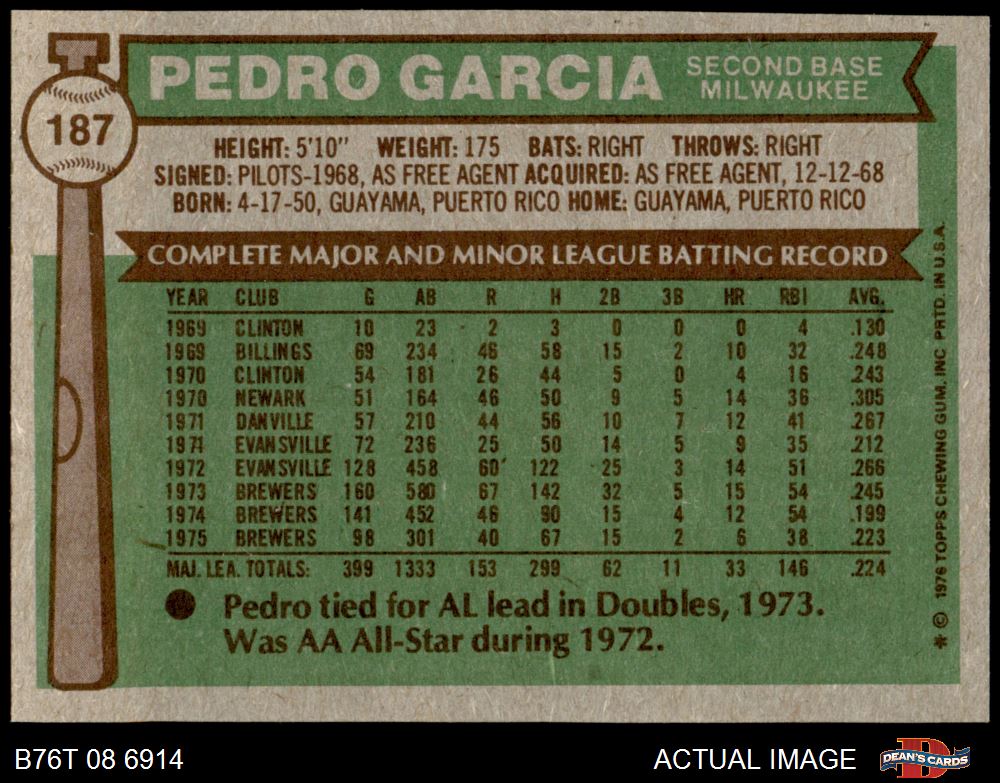 PEDRO GARCIA
SECOND BASE
MILWAUKEE
187
HEIGHT: 5'10" WEIGHT: 175 BATS: RIGHT THROWS: RIGHT
SIGNED: PILOTS-1968, AS FREE AGENT ACQUIRED: AS FREE AGENT, 12-12-68
BORN: 4-17-50, GUAYAMA, PUERTO RICO HOME: GUAYAMA, PUERTO RICO
COMPLETE MAJOR AND MINOR LEAGUE BATTING RECORD
YEAR CLUB G AB R H 2B 3B HR RBI AVG.
1969 CLINTON 10 23 2 3 0 0 0 4 .130
1969 BILLINGS 69 234 46 58 15 2 10 32 .248
1970 CLINTON 54 181 26 44 5 0 4 16 .243
1970 NEWARK 51 164 46 50 9 5 14 36 .305
1971 DANVILLE 57 210 44 56 10 7 12 41 .267
1971 EVANSVILLE 72 236 25 50 14 5 9 35 .212
1972 EVANSVILLE 128 458 60 122 25 3 14 51 .266
1973 BREWERS 160 580 67 142 32 5 15 54 .245
1974 BREWERS 141 452 46 90 15 4 12 54 .199
1975 BREWERS 98 301 40 67 15 2 6 38 .223
MAJ. LEA. TOTALS: 399 1333 153 299 62 11 33 146 .224
Pedro tied for AL lead in Doubles, 1973.
Was AA All-Star during 1972.
* © 1976 TOPPS CHEWING GUM, INC. PRTD. IN U.S.A.
B76T 08 6914
ACTUAL IMAGE
DEAN'S CARDS